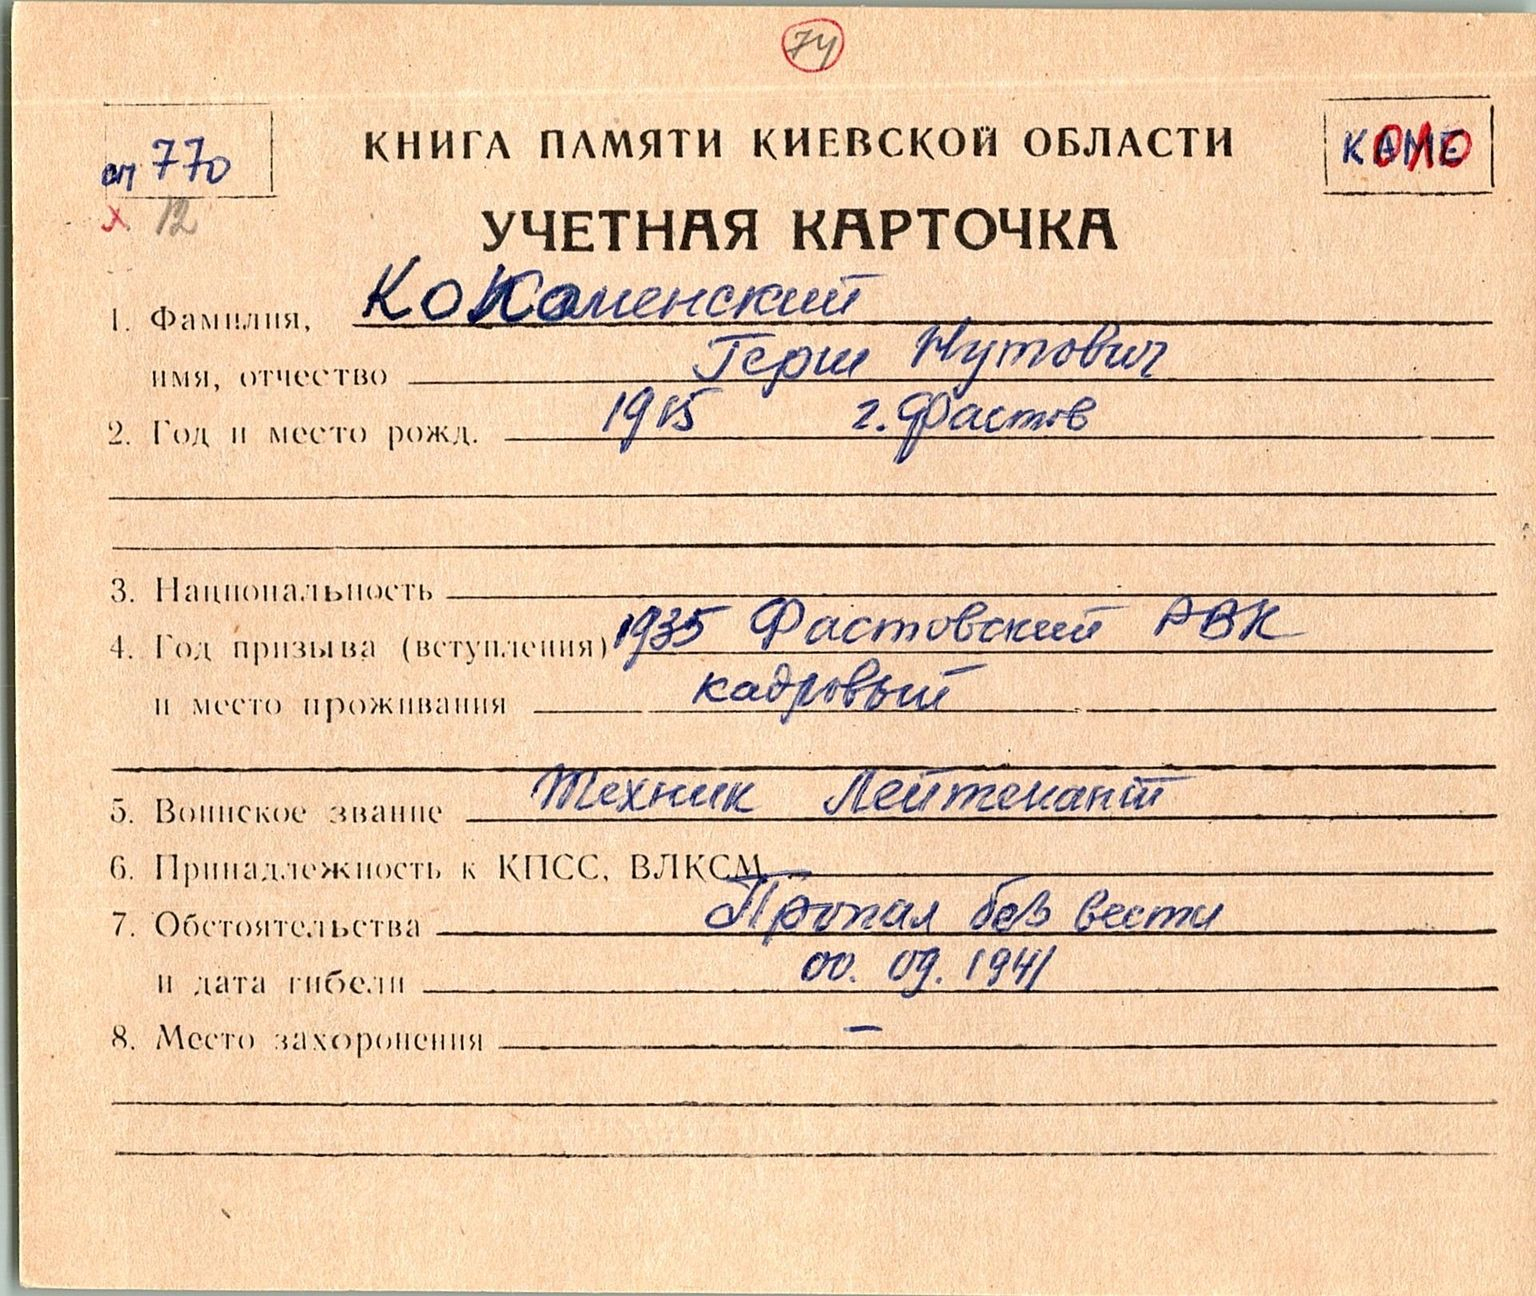 74
оп 770
КНИГА ПАМЯТИ КИЕВСКОЙ ОБЛАСТИ
х 12
УЧЕТНАЯ КАРТОЧКА
1. Фамилия, Кокаменский
имя, отчество Герш Нутович
2. Год и место рожд. 1915 г. Фастов
3. Национальность
4. Год призыва (вступления) 1935 Фастовский РВК
и место проживания кадровый
5. Воинское звание Техник Лейтенант
6. Принадлежность к КПСС, ВЛКСМ
7. Обстоятельства Пропал без вести
и дата гибели 00. 09. 1941
8. Место захоронения –